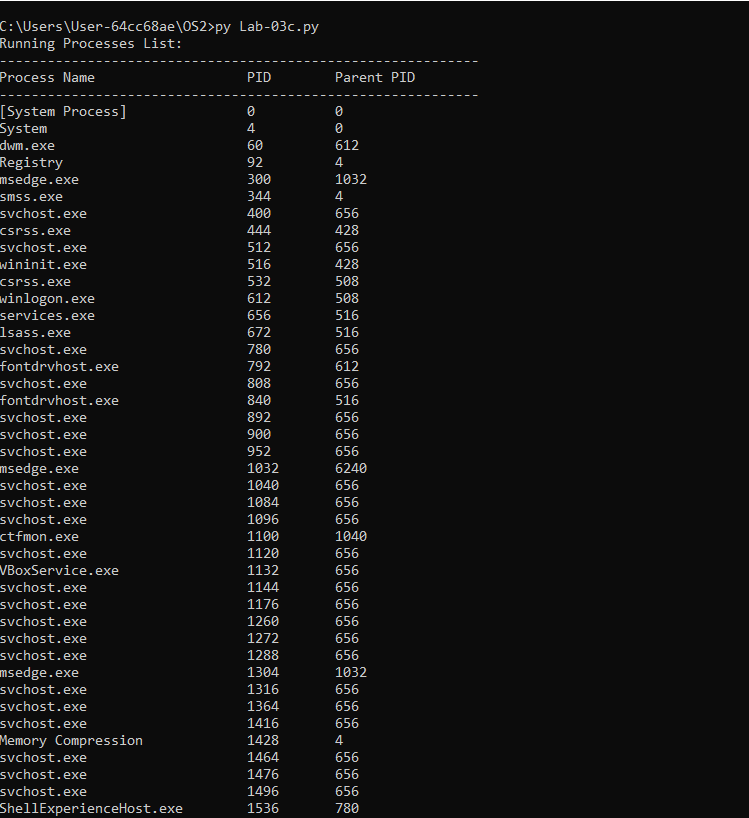 C:\Users\User-64cc68ae\OS2>py Lab-03c.py
Running Processes List:
------------------------------------------------------------
Process Name                   PID        Parent PID
------------------------------------------------------------
[System Process]               0          0
System                         4          0
dwm.exe                        60         612
Registry                       92         4
msedge.exe                     300        1032
smss.exe                       344        4
svchost.exe                    400        656
csrss.exe                      444        428
svchost.exe                    512        656
wininit.exe                    516        428
csrss.exe                      532        508
winlogon.exe                   612        508
services.exe                   656        516
lsass.exe                      672        516
svchost.exe                    780        656
fontdrvhost.exe                792        612
svchost.exe                    808        656
fontdrvhost.exe                840        516
svchost.exe                    892        656
svchost.exe                    900        656
svchost.exe                    952        656
msedge.exe                     1032       6240
svchost.exe                    1040       656
svchost.exe                    1084       656
svchost.exe                    1096       656
ctfmon.exe                     1100       1040
svchost.exe                    1120       656
VBoxService.exe                1132       656
svchost.exe                    1144       656
svchost.exe                    1176       656
svchost.exe                    1260       656
svchost.exe                    1272       656
svchost.exe                    1288       656
msedge.exe                     1304       1032
svchost.exe                    1316       656
svchost.exe                    1364       656
svchost.exe                    1416       656
Memory Compression             1428       4
svchost.exe                    1464       656
svchost.exe                    1476       656
svchost.exe                    1496       656
ShellExperienceHost.exe        1536       780